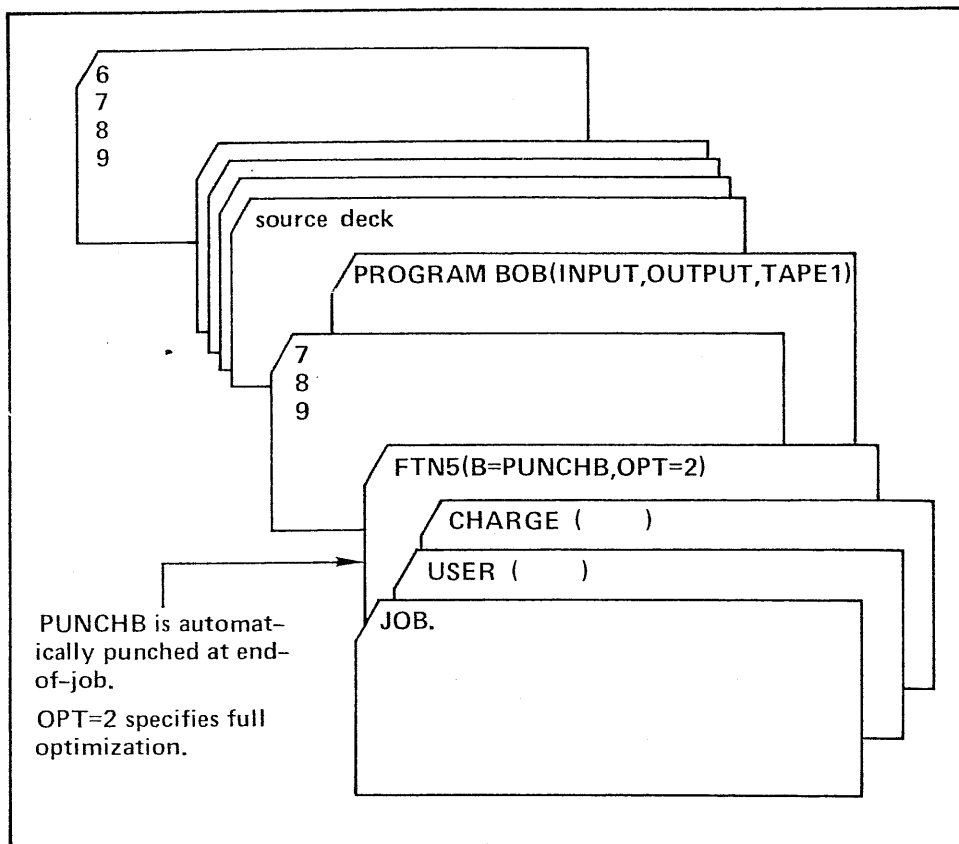 6
7
8
9
source deck
PROGRAM BOB(INPUT,OUTPUT,TAPE1)
7
8
9
FTN5(B=PUNCHB,OPT=2)
CHARGE (    )
USER (    )
JOB.
PUNCHB is automat-
ically punched at end-
of-job.
OPT=2 specifies full
optimization.